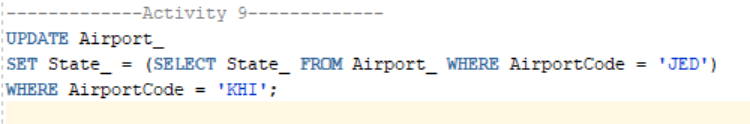 -------------Activity 9-------------
UPDATE Airport_
SET State_ = (SELECT State_ FROM Airport_ WHERE AirportCode = 'JED')
WHERE AirportCode = 'KHI';